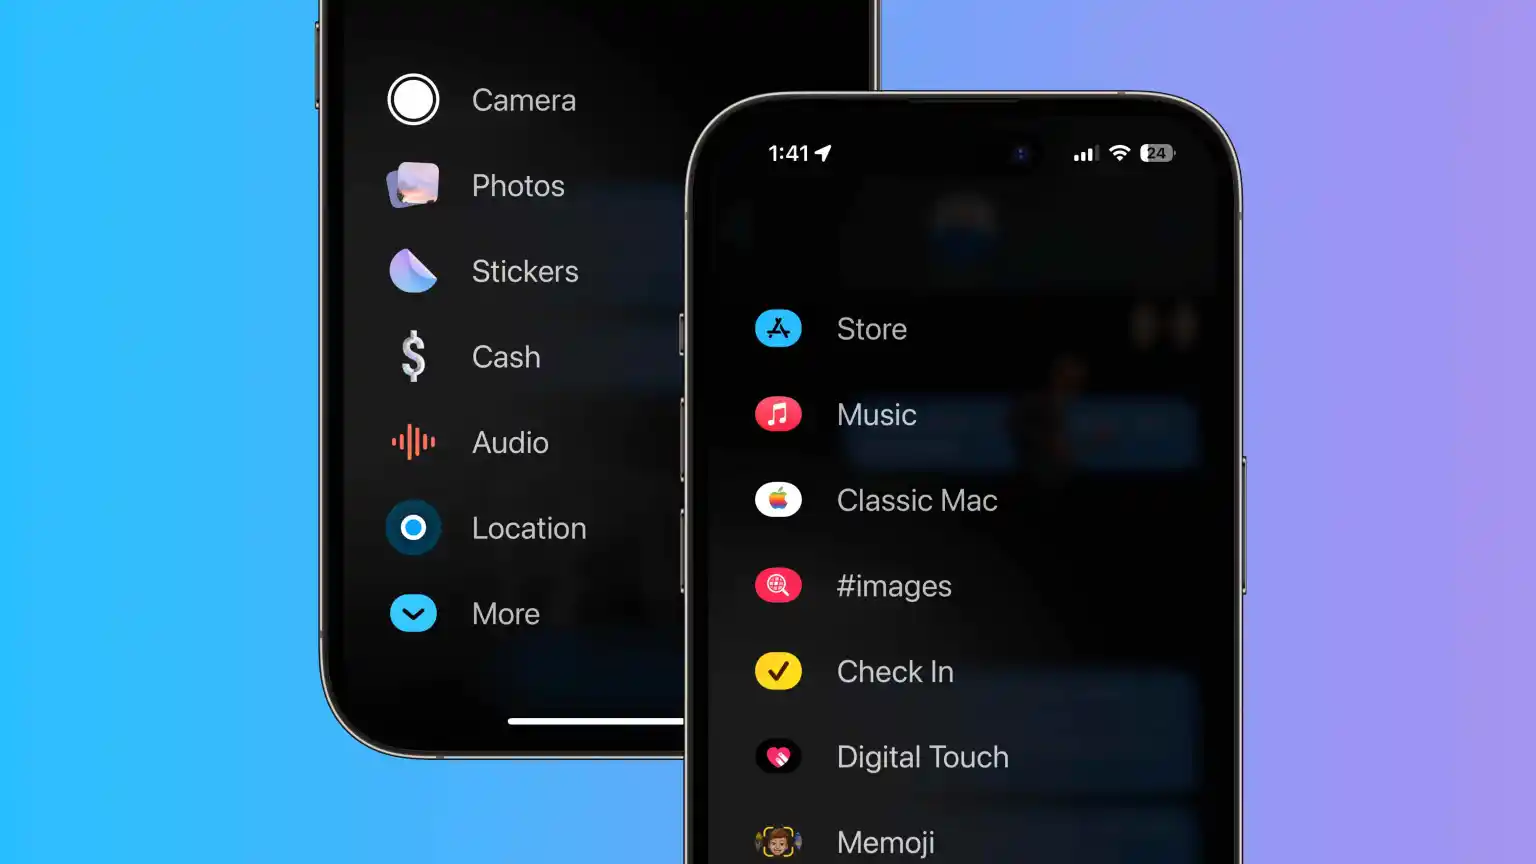 Camera
Photos
Stickers
Cash
Audio
Location
More
1:41
24
Store
Music
Classic Mac
#images
Check In
Digital Touch
Memoji